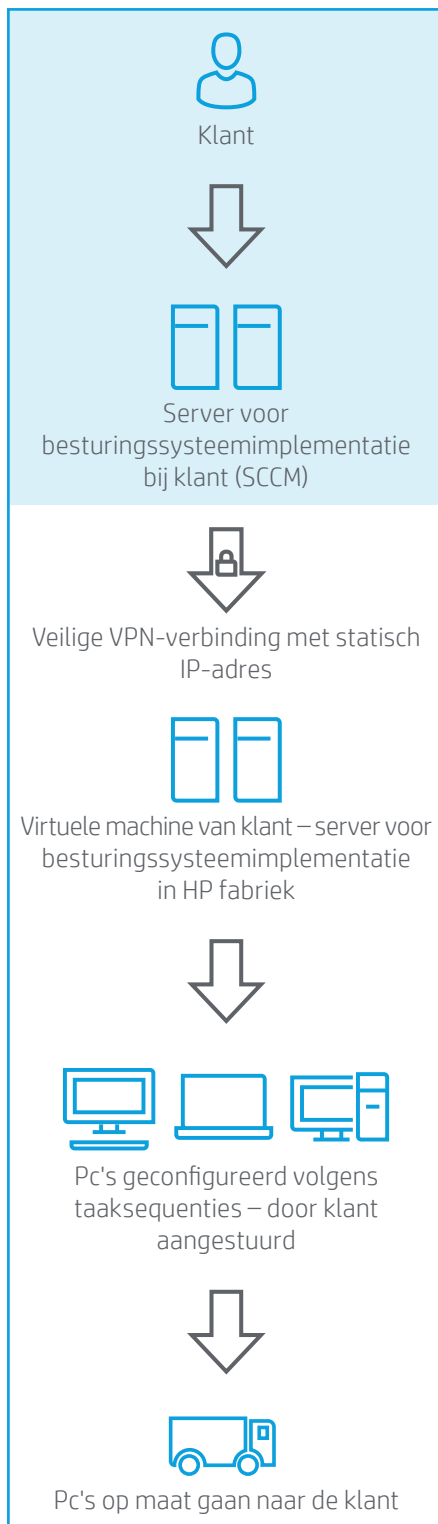 Klant
Server voor
besturingssysteemimplementatie
bij klant (SCCM)
Veilige VPN-verbinding met statisch
IP-adres
Virtuele machine van klant – server voor
besturingssysteemimplementatie
in HP fabriek
Pc's geconfigureerd volgens
taaksequenties – door klant
aangestuurd
Pc's op maat gaan naar de klant